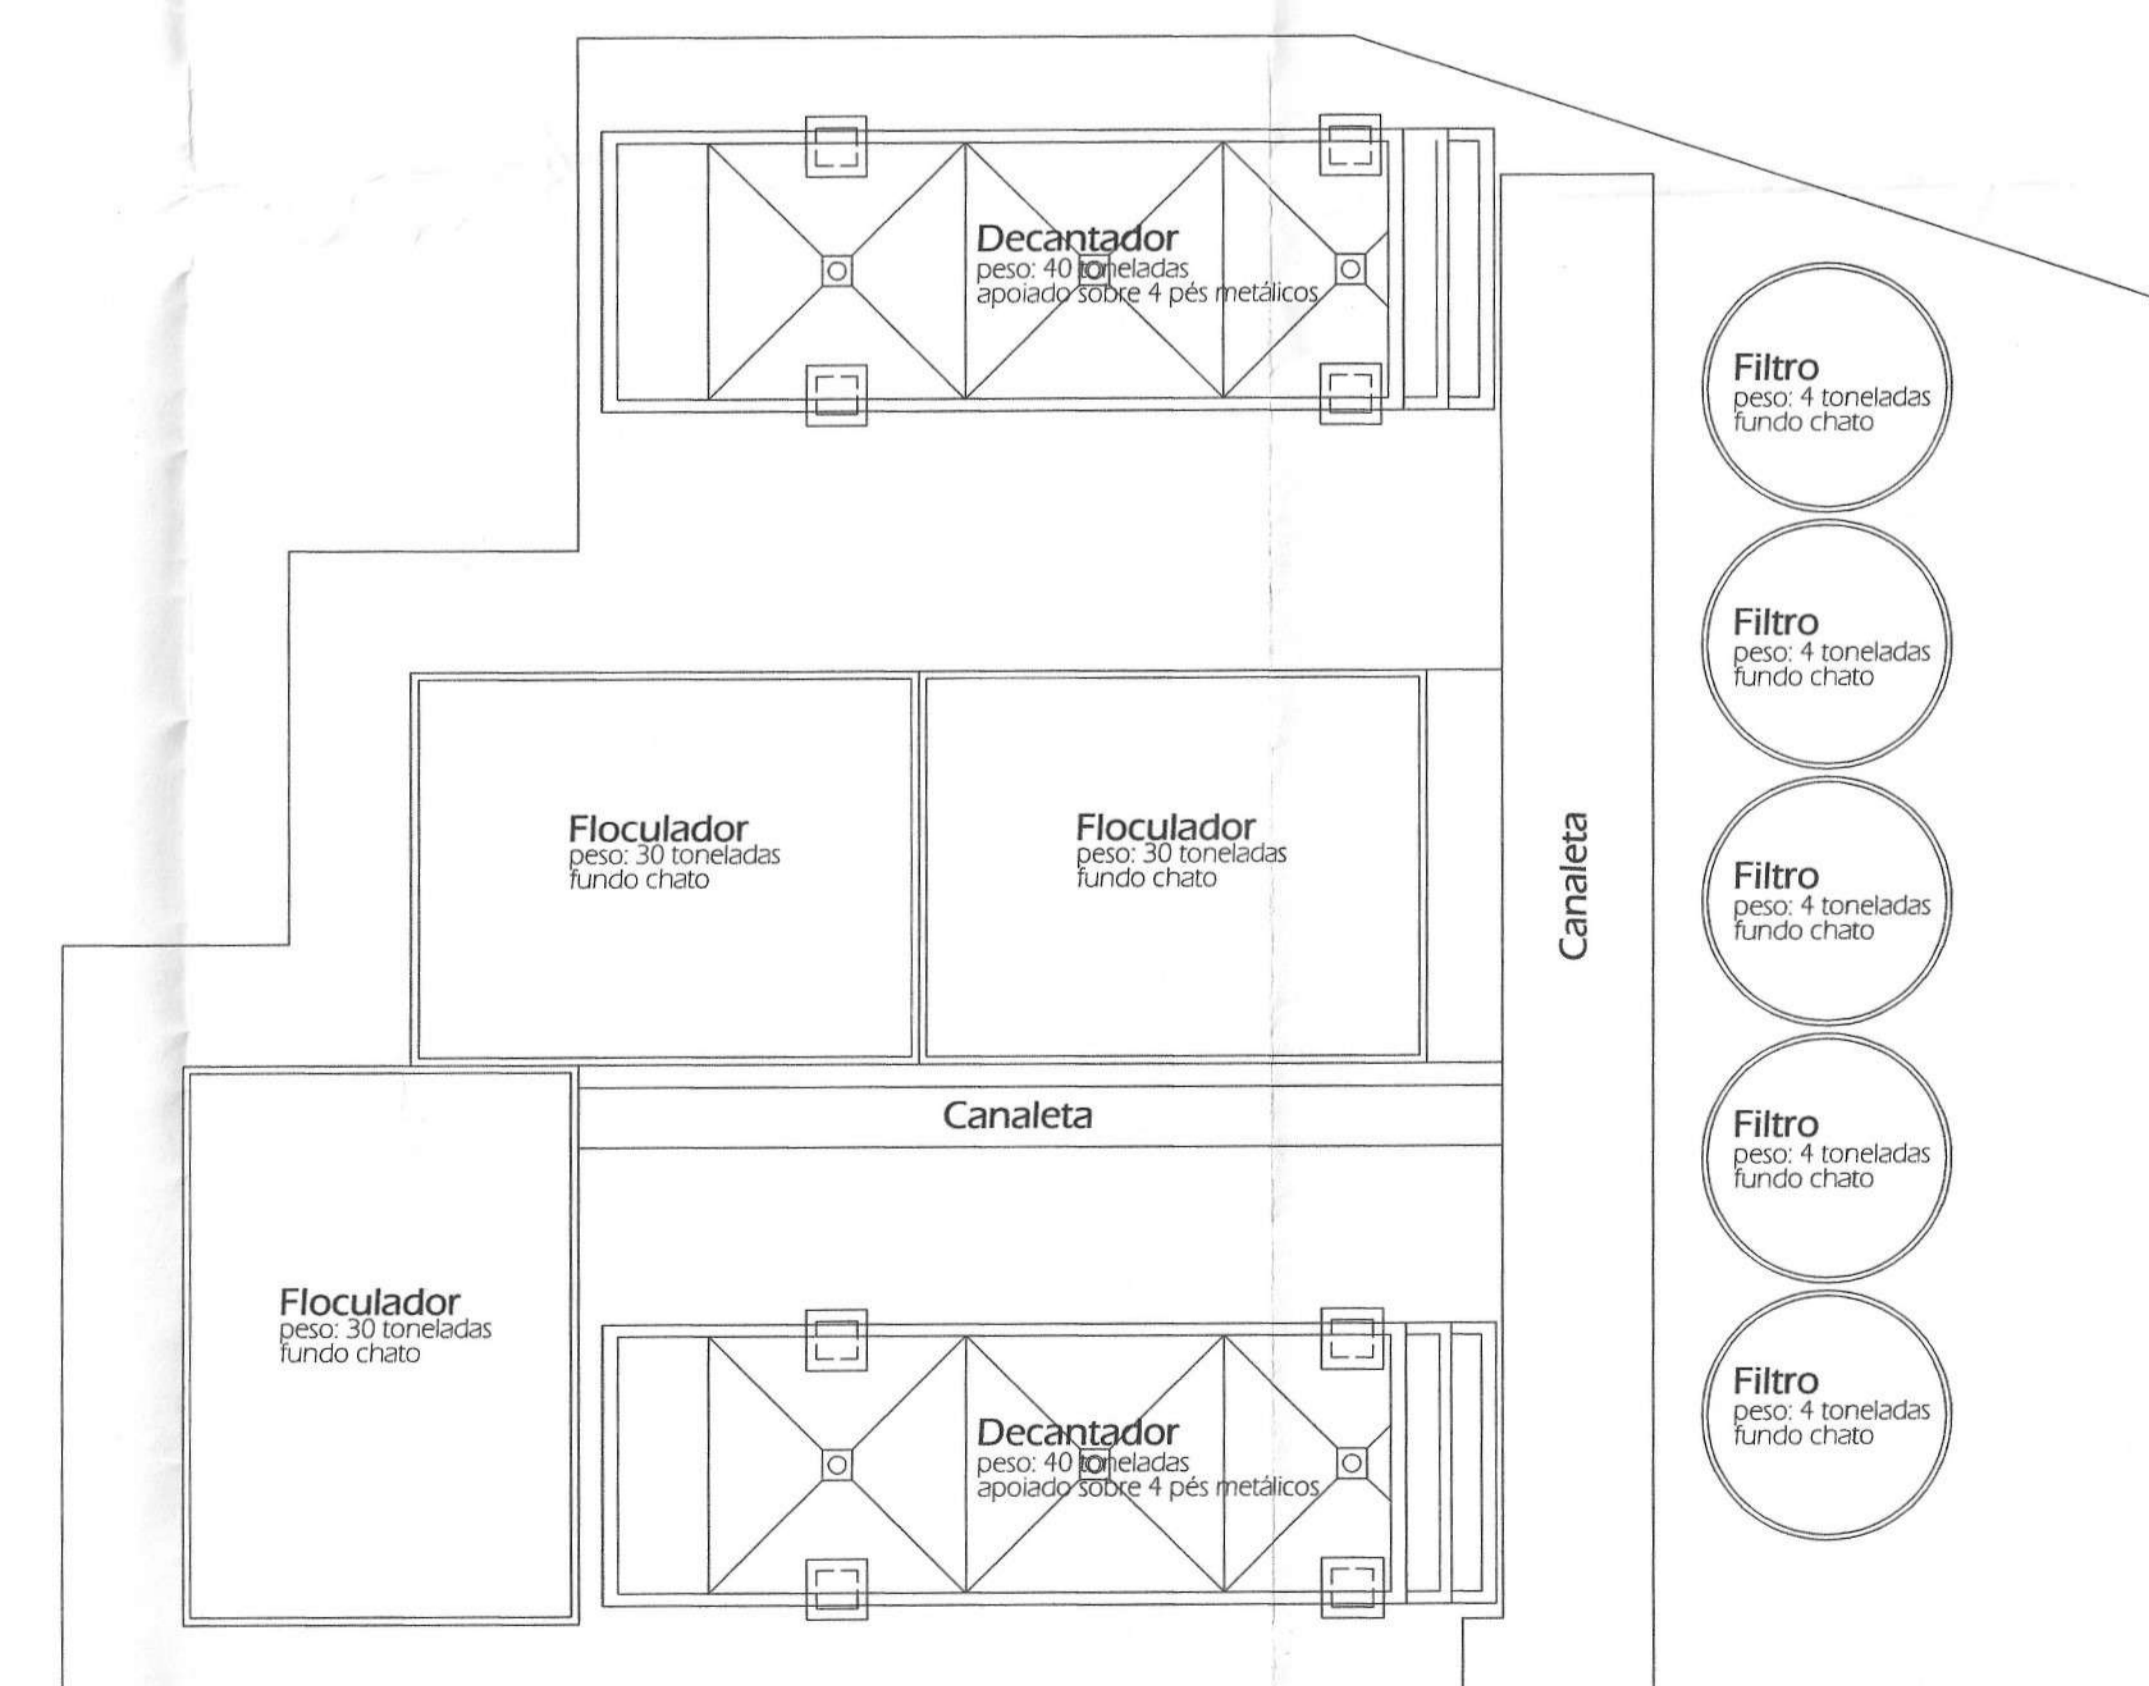 Decantador
peso: 40 toneladas
apoiado sobre 4 pés metálicos
Filtro
peso: 4 toneladas
fundo chato
Filtro
peso: 4 toneladas
fundo chato
Floculador
peso: 30 toneladas
fundo chato
Floculador
peso: 30 toneladas
fundo chato
Canaleta
Filtro
peso: 4 toneladas
fundo chato
Canaleta
Filtro
peso: 4 toneladas
fundo chato
Floculador
peso: 30 toneladas
fundo chato
Decantador
peso: 40 toneladas
apoiado sobre 4 pés metálicos
Filtro
peso: 4 toneladas
fundo chato